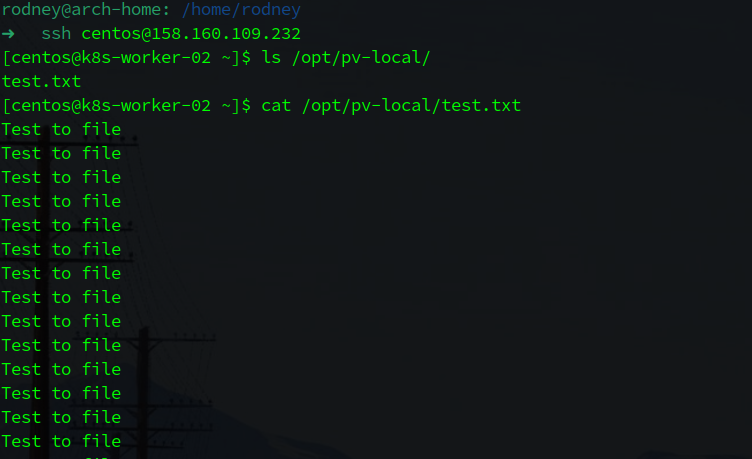 rodney@arch-home: /home/rodney
➜ ssh centos@158.160.109.232
[centos@k8s-worker-02 ~]$ ls /opt/pv-local/
test.txt
[centos@k8s-worker-02 ~]$ cat /opt/pv-local/test.txt
Test to file
Test to file
Test to file
Test to file
Test to file
Test to file
Test to file
Test to file
Test to file
Test to file
Test to file
Test to file
Test to file
Test to file